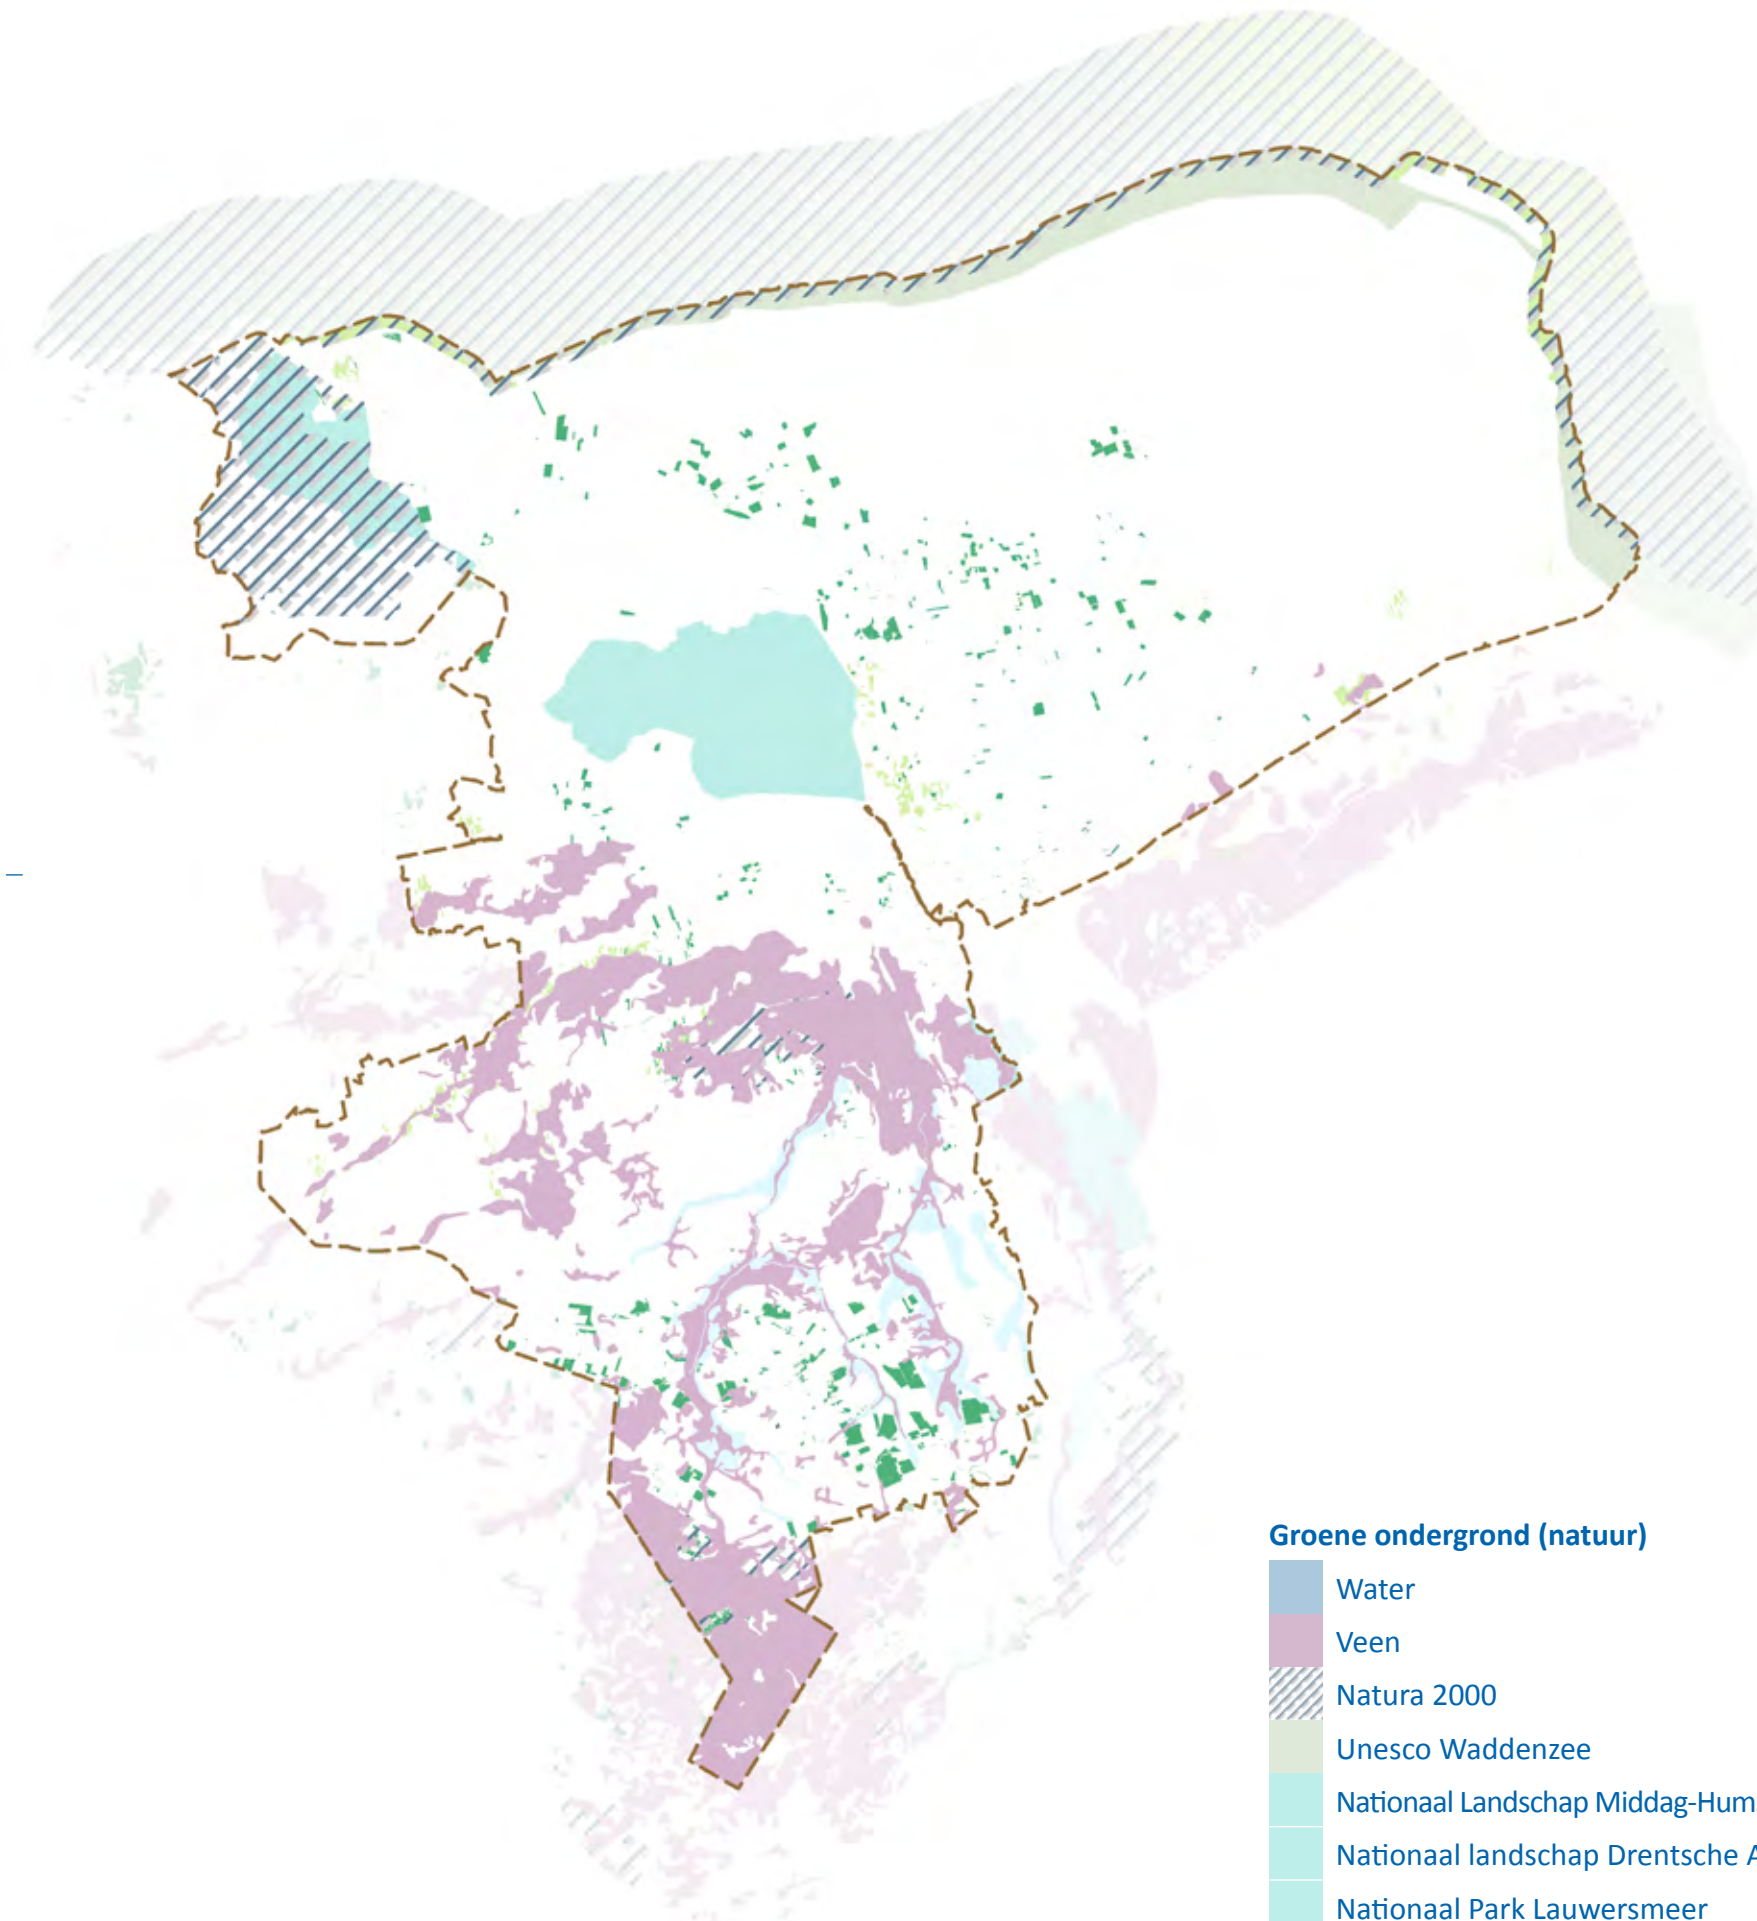 Groene ondergrond (natuur)
Water
Veen
Natura 2000
Unesco Waddenzee
Nationaal Landschap Middag-Hum
Nationaal landschap Drentsche A
Nationaal Park Lauwersmeer